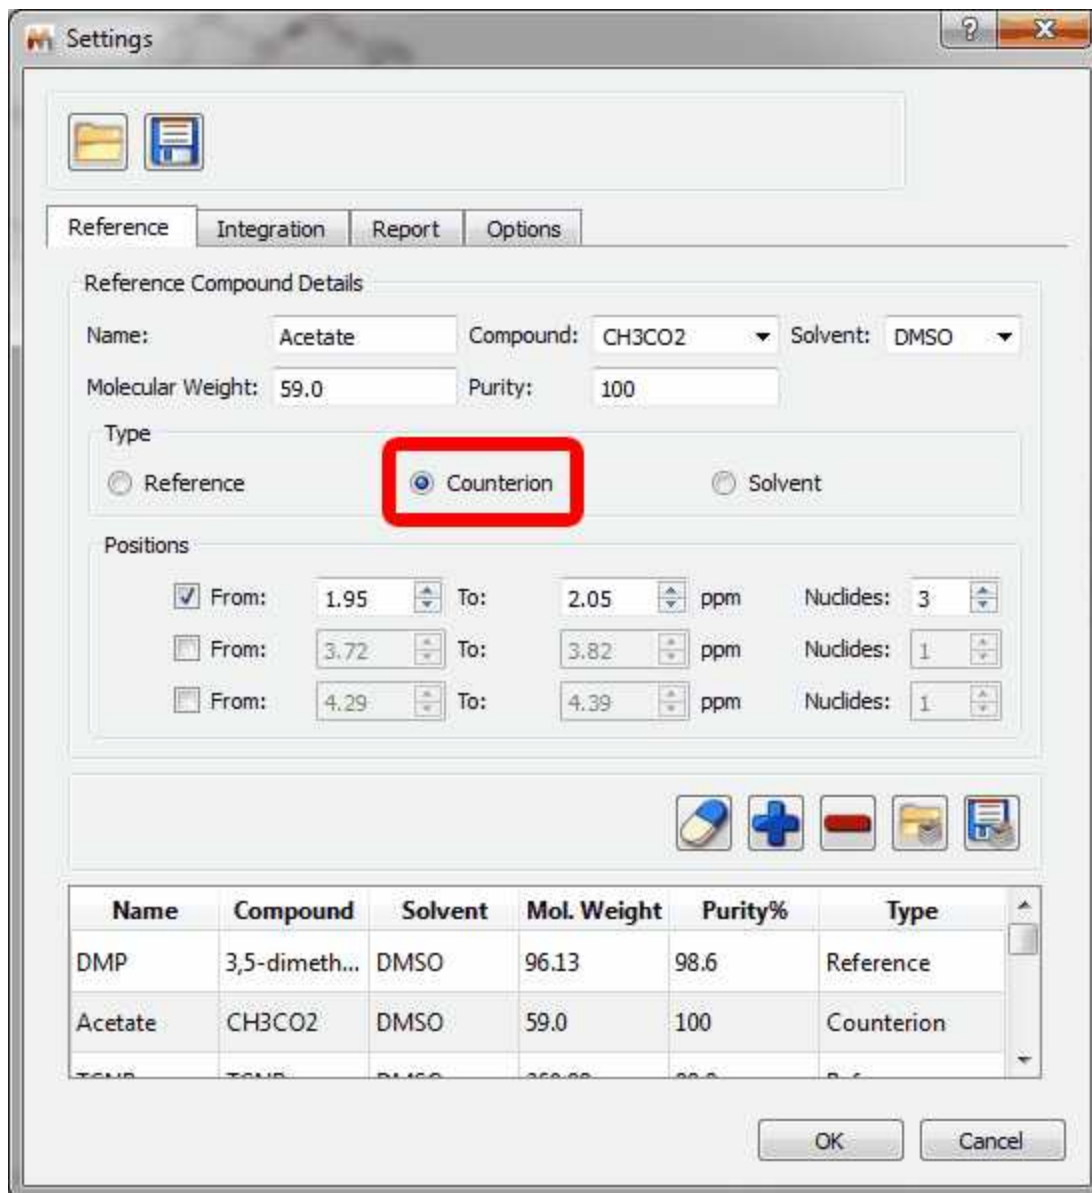 Settings
Reference Integration Report Options
Reference Compound Details
Name: Acetate Compound: CH3CO2 Solvent: DMSO
Molecular Weight: 59.0 Purity: 100
Type
Reference Counterion Solvent
Positions
From: 1.95 To: 2.05 ppm Nuclides: 3
From: 3.72 To: 3.82 ppm Nuclides: 1
From: 4.29 To: 4.39 ppm Nuclides: 1
Name Compound Solvent Mol. Weight Purity% Type
DMP 3,5-dimeth... DMSO 96.13 98.6 Reference
Acetate CH3CO2 DMSO 59.0 100 Counterion
OK Cancel